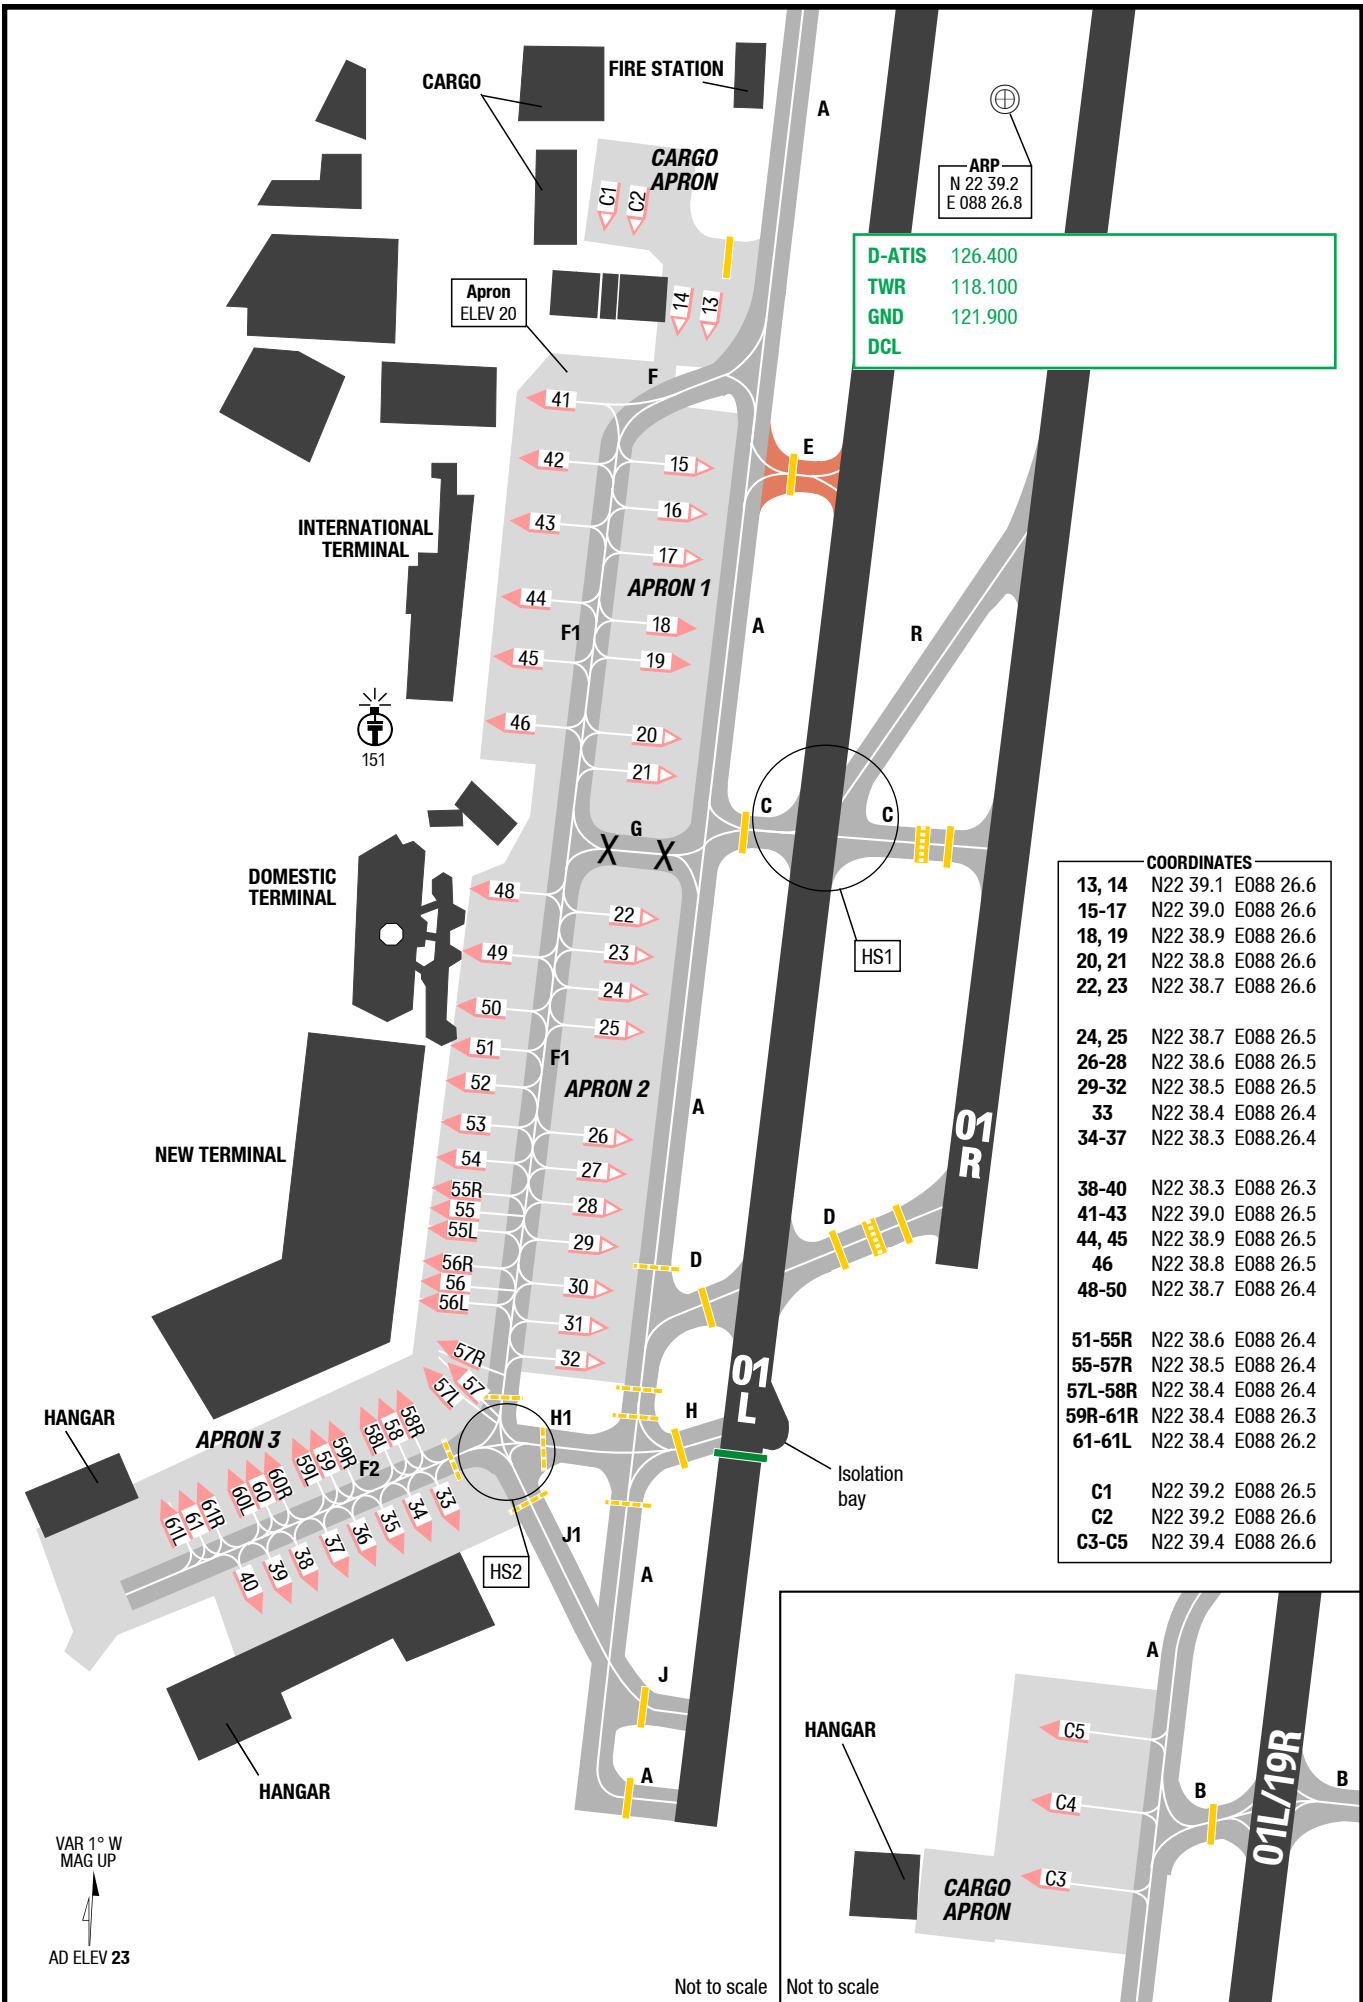 CARGO
FIRE STATION
A
CARGO
APRON
C1
C2
ARP
N 22 39.2
E 088 26.8
D-ATIS 126.400
TWR 118.100
GND 121.900
DCL
Apron
ELEV 20
14
13
F
41
E
42
15
16
43
INTERNATIONAL
TERMINAL
17
APRON 1
44
18
A
R
F1
45
19
46
20
151
21
C
C
G
X X
DOMESTIC
TERMINAL
48
22
49
23
HS1
24
50
25
51
F1
52
APRON 2
A
53
26
01
R
NEW TERMINAL
54
27
55R
55
28
55L
D
29
56R
D
56
30
56L
31
57R
32
01
L
57
57L
HANGAR
APRON 3
58R
58
58L
H1
H
59R
59
59L
F2
60R
60
60L
61R
61
61L
Isolation
bay
33
34
35
36
37
38
39
40
J1
HS2
A
J
A
HANGAR
COORDINATES
13, 14 N22 39.1 E088 26.6
15-17 N22 39.0 E088 26.6
18, 19 N22 38.9 E088 26.6
20, 21 N22 38.8 E088 26.6
22, 23 N22 38.7 E088 26.6
24, 25 N22 38.7 E088 26.5
26-28 N22 38.6 E088 26.5
29-32 N22 38.5 E088 26.5
33 N22 38.4 E088 26.4
34-37 N22 38.3 E088.26.4
38-40 N22 38.3 E088 26.3
41-43 N22 39.0 E088 26.5
44, 45 N22 38.9 E088 26.5
46 N22 38.8 E088 26.5
48-50 N22 38.7 E088 26.4
51-55R N22 38.6 E088 26.4
55-57R N22 38.5 E088 26.4
57L-58R N22 38.4 E088 26.4
59R-61R N22 38.4 E088 26.3
61-61L N22 38.4 E088 26.2
C1 N22 39.2 E088 26.5
C2 N22 39.2 E088 26.6
C3-C5 N22 39.4 E088 26.6
A
HANGAR
C5
C4
C3
B
B
01L/19R
CARGO
APRON
VAR 1° W
MAG UP
AD ELEV 23
Not to scale
Not to scale